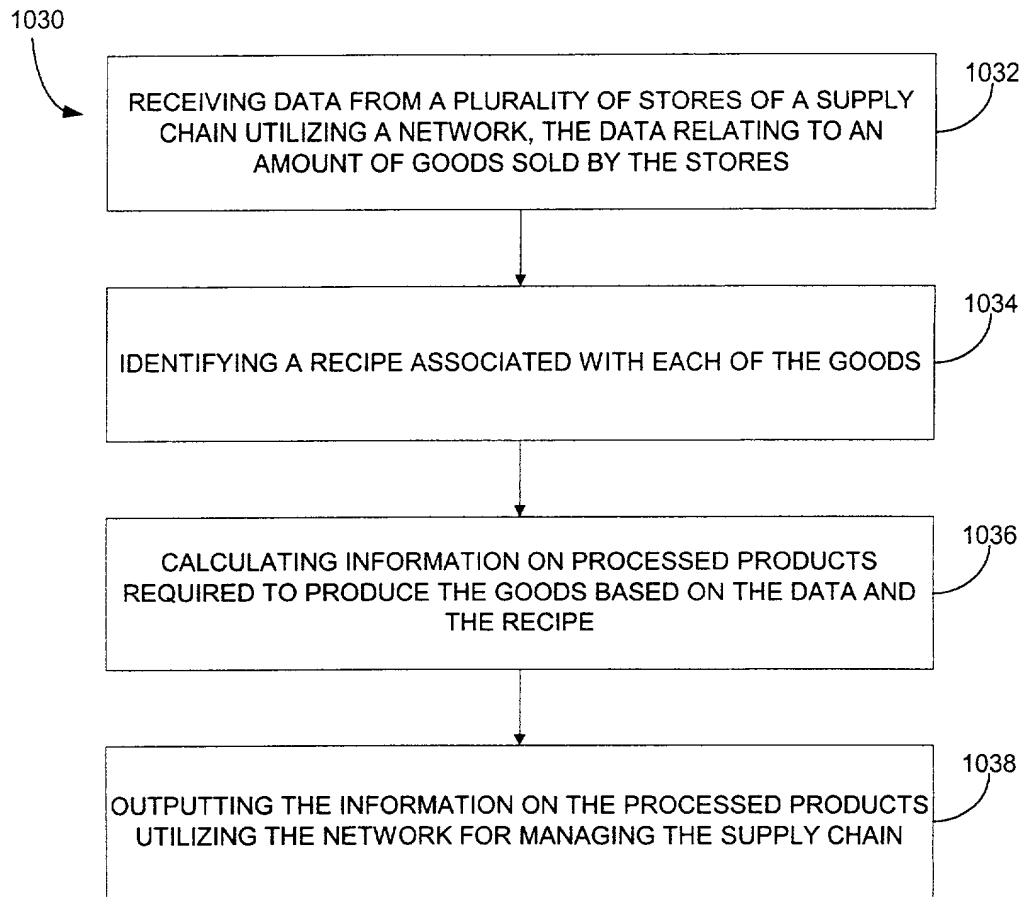 1030
1032
RECEIVING DATA FROM A PLURALITY OF STORES OF A SUPPLY
CHAIN UTILIZING A NETWORK, THE DATA RELATING TO AN
AMOUNT OF GOODS SOLD BY THE STORES
1034
IDENTIFYING A RECIPE ASSOCIATED WITH EACH OF THE GOODS
1036
CALCULATING INFORMATION ON PROCESSED PRODUCTS
REQUIRED TO PRODUCE THE GOODS BASED ON THE DATA AND
THE RECIPE
1038
OUTPUTTING THE INFORMATION ON THE PROCESSED PRODUCTS
UTILIZING THE NETWORK FOR MANAGING THE SUPPLY CHAIN